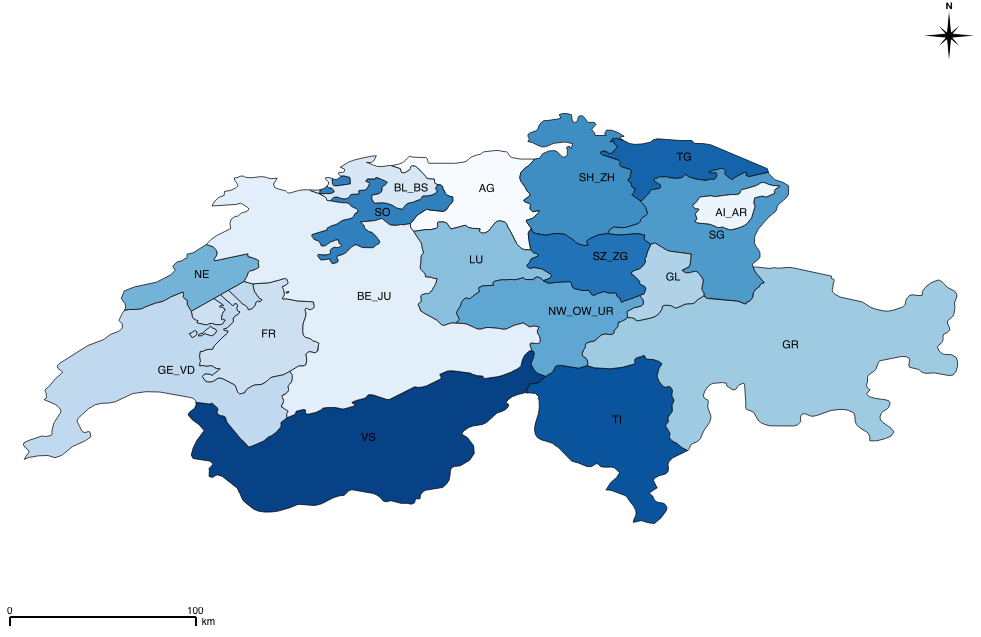 N
TG
SH_ZH
BL_BS
AG
SO
AI_AR
SG
LU
SZ_ZG
NE
GL
BE_JU
NW_OW_UR
FR
GR
GE_VD
TI
VS
0 100
km